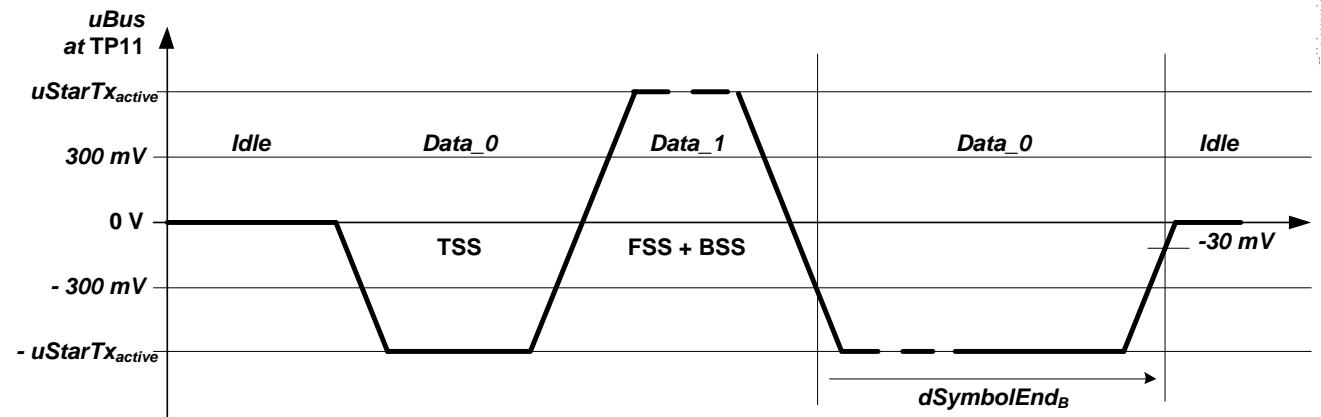 uBus
at TP11
uStarTxactive
Idle Data_0 Data_1 Data_0 Idle
300 mV
0 V
TSS FSS + BSS -30 mV
- 300 mV
- uStarTxactive
dSymbolEndB